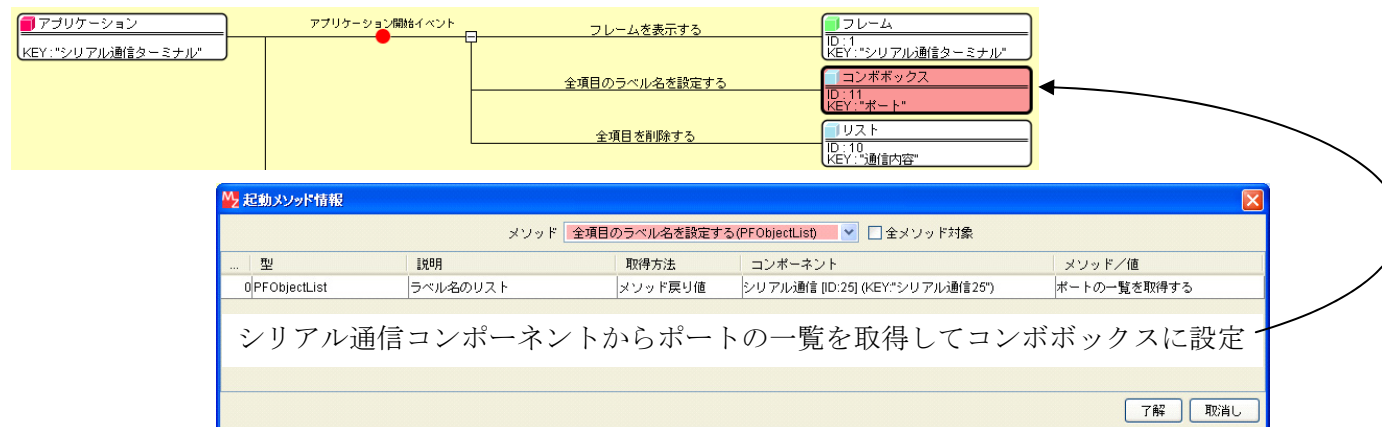 アプリケーション
KEY:"シリアル通信ターミナル"
アプリケーション開始イベント
フレームを表示する
フレーム
ID:1
KEY:"シリアル通信ターミナル"
全項目のラベル名を設定する
コンボボックス
ID:11
KEY:"ポート"
全項目を削除する
リスト
ID:10
KEY:"通信内容"
起動メソッド情報
メソッド 全項目のラベル名を設定する(PFObjectList) 全メソッド対象
... 型 説明 取得方法 コンポーネント メソッド/値
0 PFObjectList ラベル名のリスト メソッド戻り値 シリアル通信 [ID:25] (KEY:"シリアル通信25") ポートの一覧を取得する
シリアル通信コンポーネントからポートの一覧を取得してコンボボックスに設定
了解 取消し